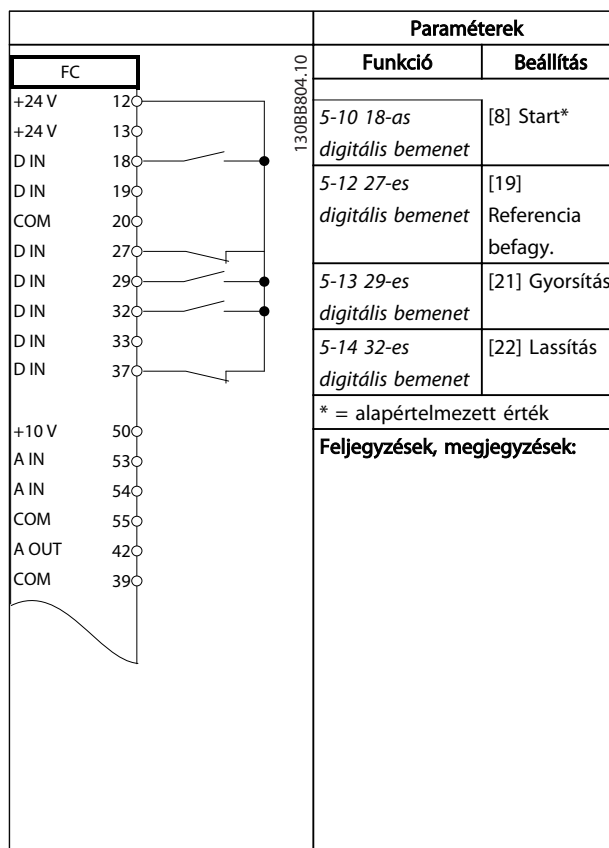 FC
+24 V 12
+24 V 13
D IN 18
D IN 19
COM 20
D IN 27
D IN 29
D IN 32
D IN 33
D IN 37
+10 V 50
A IN 53
A IN 54
COM 55
A OUT 42
COM 39
130BB804.10
Paraméterek
Funkció Beállítás
5-10 18-as [8] Start*
digitális bemenet
5-12 27-es [19]
digitális bemenet Referencia
befagy.
5-13 29-es [21] Gyorsítás
digitális bemenet
5-14 32-es [22] Lassítás
digitális bemenet
* = alapértelmezett érték
Feljegyzések, megjegyzések: